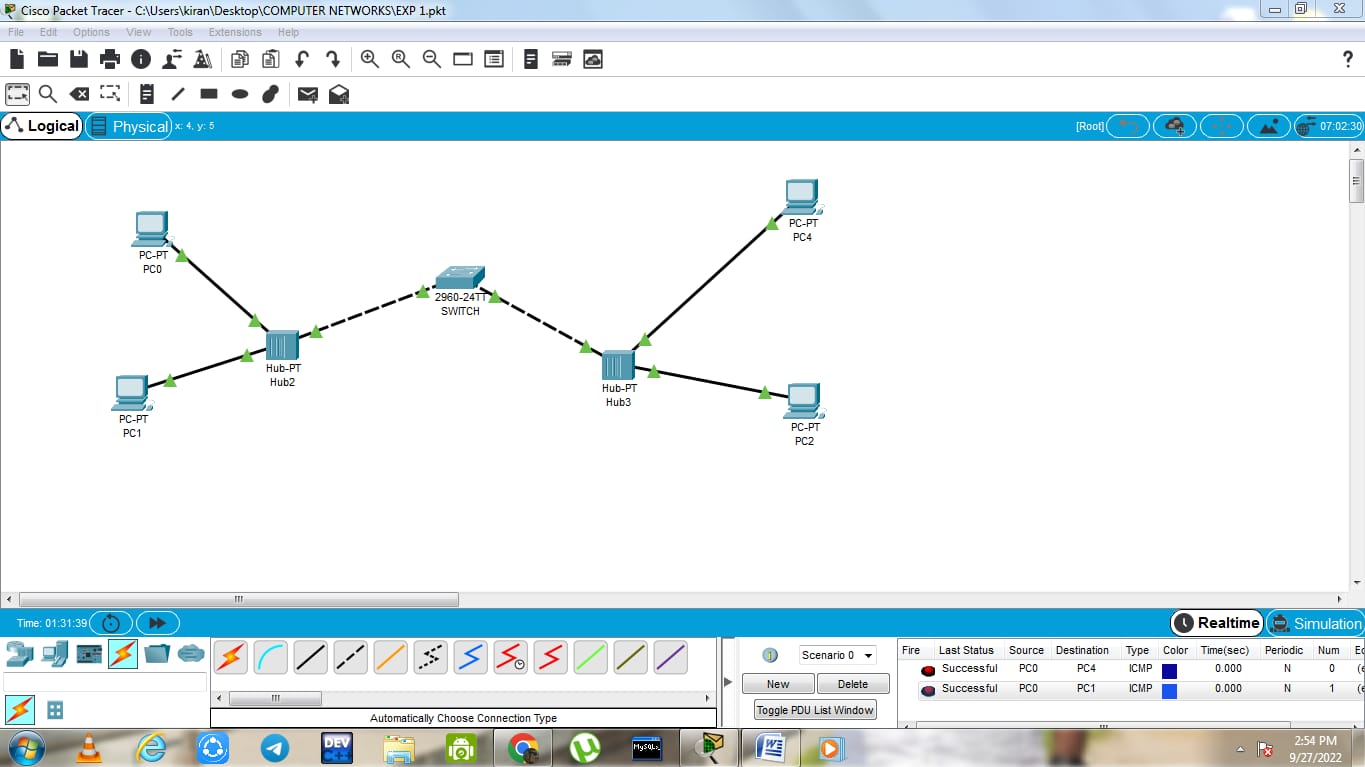 Cisco Packet Tracer - C:\Users\kiran\Desktop\COMPUTER NETWORKS\EXP 1.pkt
File Edit Options View Tools Extensions Help
Logical Physical x: 4, y: 5 [Root] 07:02:30
PC-PT
PC4
PC-PT
PC0
2960-24TT
SWITCH
Hub-PT
Hub2
Hub-PT
Hub3
PC-PT
PC1
PC-PT
PC2
Time: 01:31:39 Realtime Simulation
Scenario 0
New Delete
Toggle PDU List Window
Fire Last Status Source Destination Type Color Time(sec) Periodic Num
Successful PC0 PC4 ICMP 0.000 N 0
Successful PC0 PC1 ICMP 0.000 N 1
Automatically Choose Connection Type
DEV
C++
MySQL
2:54 PM
9/27/2022